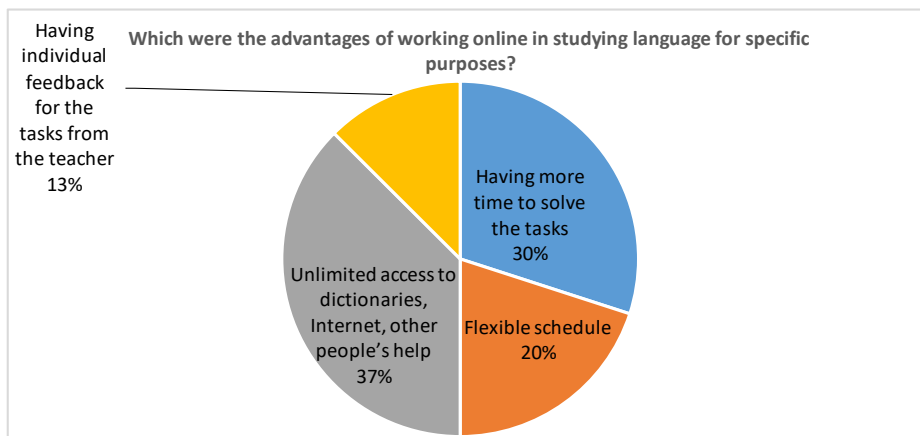 Which were the advantages of working online in studying language for specific
purposes?
Having
individual
feedback
for the
tasks from
the teacher
13%
Having more
time to solve
the tasks
30%
Flexible schedule
20%
Unlimited access to
dictionaries,
Internet, other
people’s help
37%